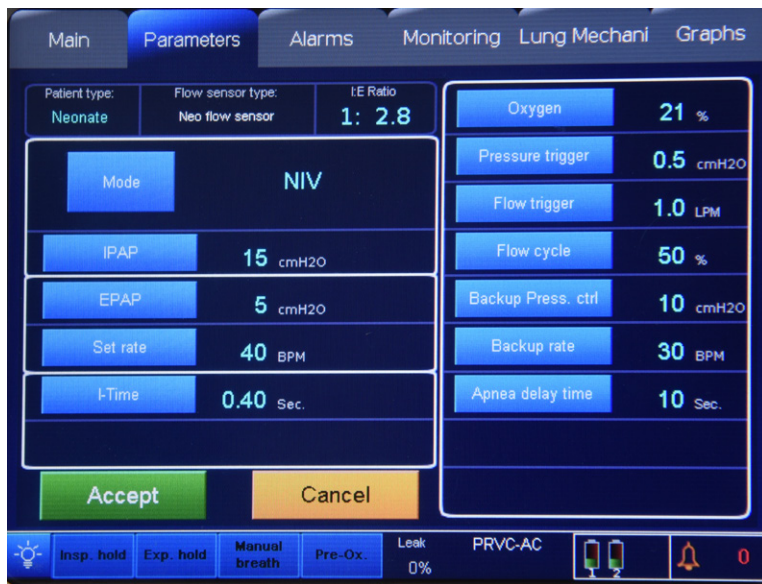 Main Parameters Alarms Monitoring Lung Mechani Graphs
Patient type: Flow sensor type: I:E Ratio
Neonate Neo flow sensor 1: 2.8
Mode NIV
IPAP 15 cmH2O
EPAP 5 cmH2O
Set rate 40 BPM
I-Time 0.40 Sec.
Oxygen 21 %
Pressure trigger 0.5 cmH2O
Flow trigger 1.0 LPM
Flow cycle 50 %
Backup Press. ctrl 10 cmH2O
Backup rate 30 BPM
Apnea delay time 10 Sec.
Accept Cancel
Insp. hold Exp. hold Manual breath Pre-Ox. Leak 0% PRVC-AC 1 2 0